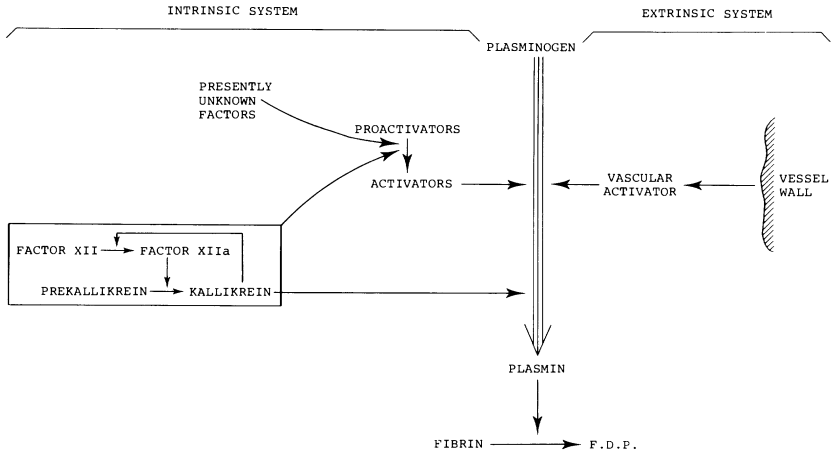 INTRINSIC SYSTEM
EXTRINSIC SYSTEM
PLASMINOGEN
PRESENTLY
UNKNOWN
FACTORS
PROACTIVATORS
ACTIVATORS
VASCULAR
ACTIVATOR
VESSEL
WALL
FACTOR XII
FACTOR XIIa
PREKALLIKREIN
KALLIKREIN
PLASMIN
FIBRIN
F.D.P.